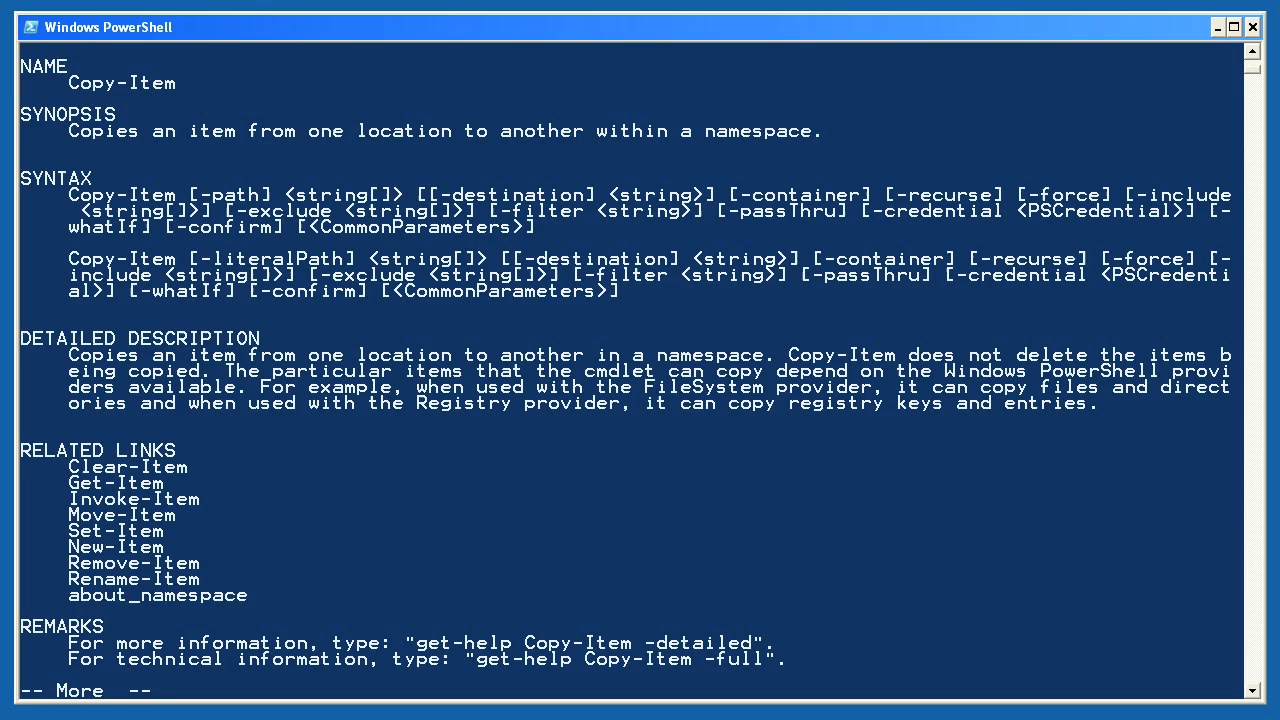 Windows PowerShell
NAME
Copy-Item
SYNOPSIS
Copies an item from one location to another within a namespace.
SYNTAX
Copy-Item [-path] <string[]> [[-destination] <string>] [-container] [-recurse] [-force] [-include
<string[]>] [-exclude <string[]>] [-filter <string>] [-passThru] [-credential <PSCredential>] [-
whatIf] [-confirm] [<CommonParameters>]
Copy-Item [-literalPath] <string[]> [[-destination] <string>] [-container] [-recurse] [-force] [-
include <string[]>] [-exclude <string[]>] [-filter <string>] [-passThru] [-credential <PSCredenti
al>] [-whatIf] [-confirm] [<CommonParameters>]
DETAILED DESCRIPTION
Copies an item from one location to another in a namespace. Copy-Item does not delete the items b
eing copied. The particular items that the cmdlet can copy depend on the Windows PowerShell provi
ders available. For example, when used with the FileSystem provider, it can copy files and direct
ories and when used with the Registry provider, it can copy registry keys and entries.
RELATED LINKS
Clear-Item
Get-Item
Invoke-Item
Move-Item
Set-Item
New-Item
Remove-Item
Rename-Item
about_namespace
REMARKS
For more information, type: "get-help Copy-Item -detailed".
For technical information, type: "get-help Copy-Item -full".
-- More  --